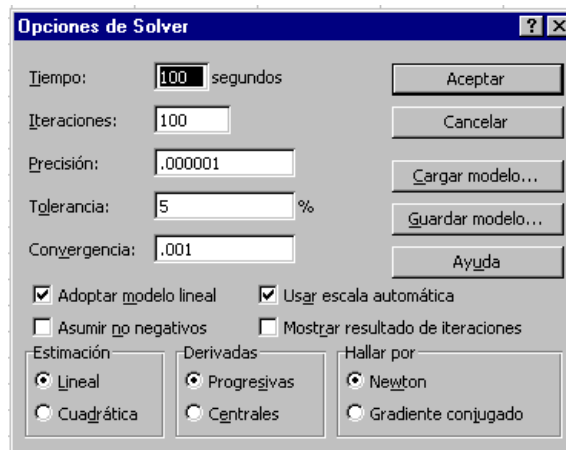 Opciones de Solver
Tiempo: 100 segundos
Aceptar
Iteraciones: 100
Cancelar
Precisión: .000001
Cargar modelo...
Tolerancia: 5 %
Guardar modelo...
Convergencia: .001
Ayuda
Adoptar modelo lineal
Usar escala automática
Asumir no negativos
Mostrar resultado de iteraciones
Estimación
Lineal
Cuadrática
Derivadas
Progresivas
Centrales
Hallar por
Newton
Gradiente conjugado